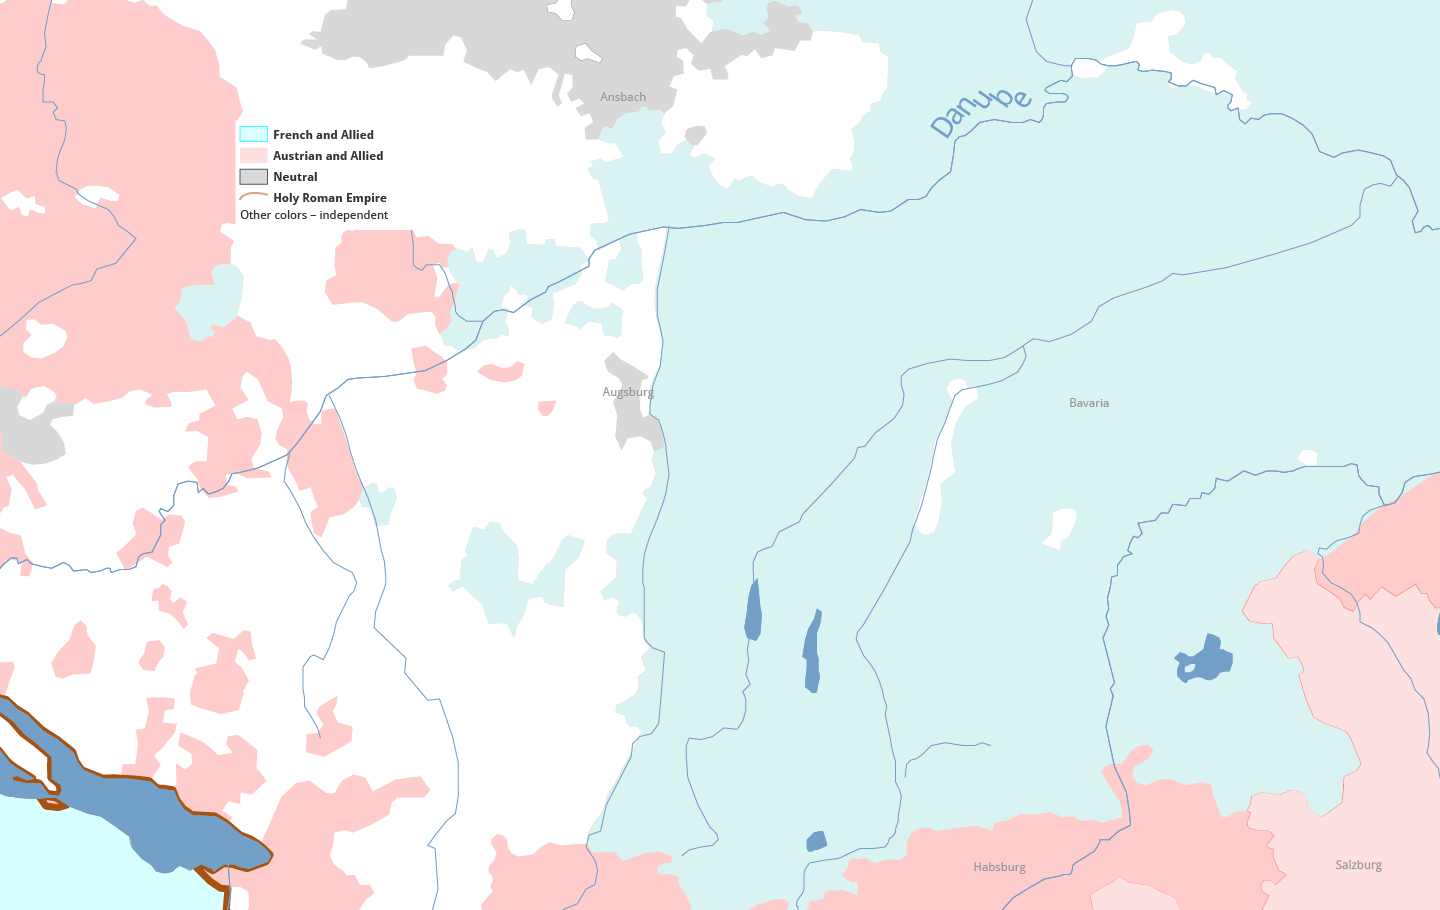 Ansbach
Danube
French and Allied
Austrian and Allied
Neutral
Holy Roman Empire
Other colors – independent
Augsburg
Bavaria
Habsburg
Salzburg